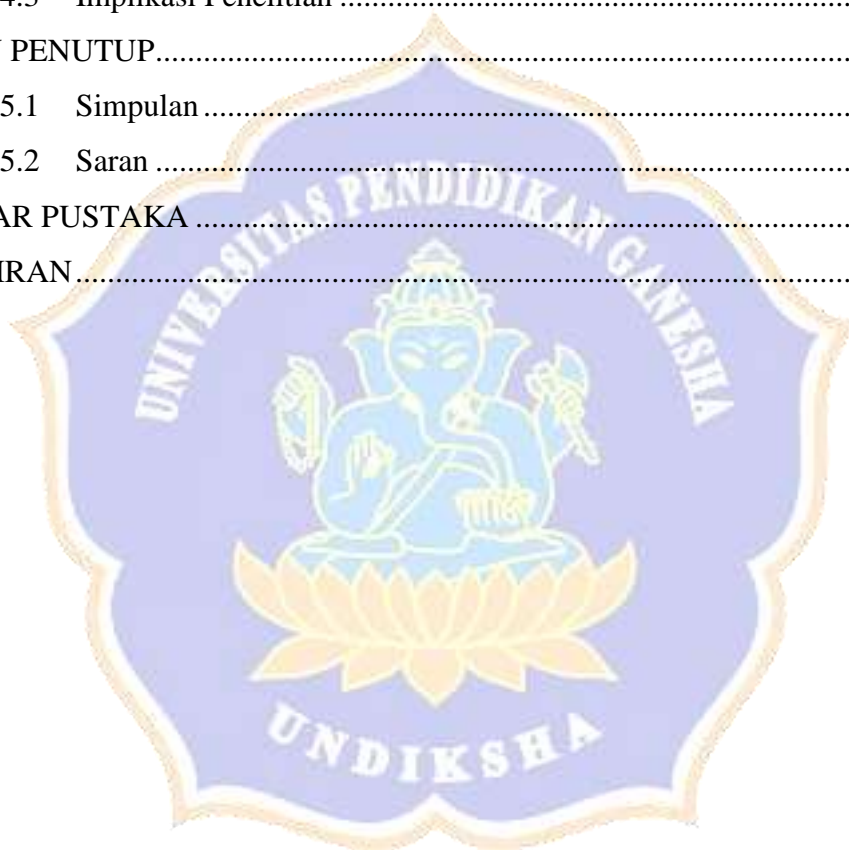 4.3 Implikasi Penelitian ................................................................
PENUTUP................................................................
5.1 Simpulan ................................................................
5.2 Saran ................................................................
AR PUSTAKA ................................................................
IRAN................................................................
UNIVERSITAS PENDIDIKAN GANESHA
UNDIKSHA